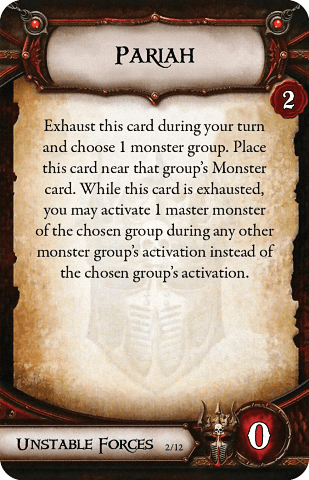 Pariah
2
Exhaust this card during your turn
and choose 1 monster group. Place
this card near that group's Monster
card. While this card is exhausted,
you may activate 1 master monster
of the chosen group during any other
monster group's activation instead of
the chosen group's activation.
Unstable Forces 2/12
0